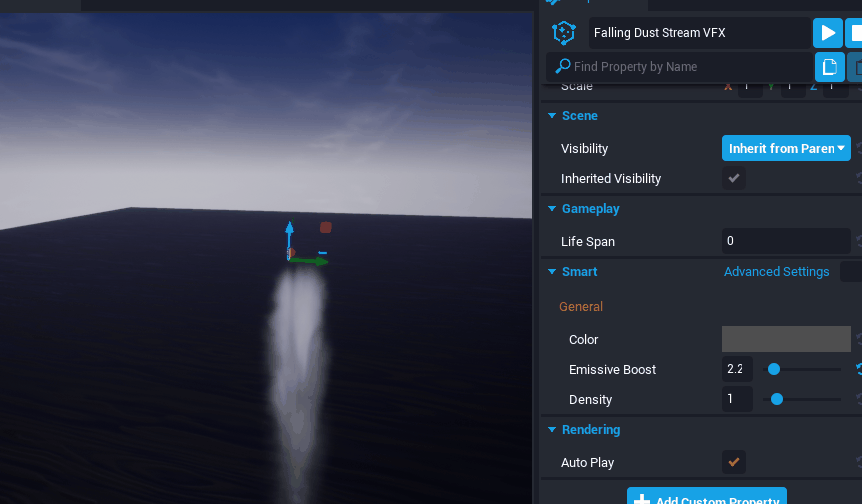 Falling Dust Stream VFX
Find Property by Name
Scale X 1 Y 1 Z 1
Scene
Visibility Inherit from Paren
Inherited Visibility
Gameplay
Life Span 0
Smart Advanced Settings
General
Color
Emissive Boost 2.2
Density 1
Rendering
Auto Play
Add Custom Property